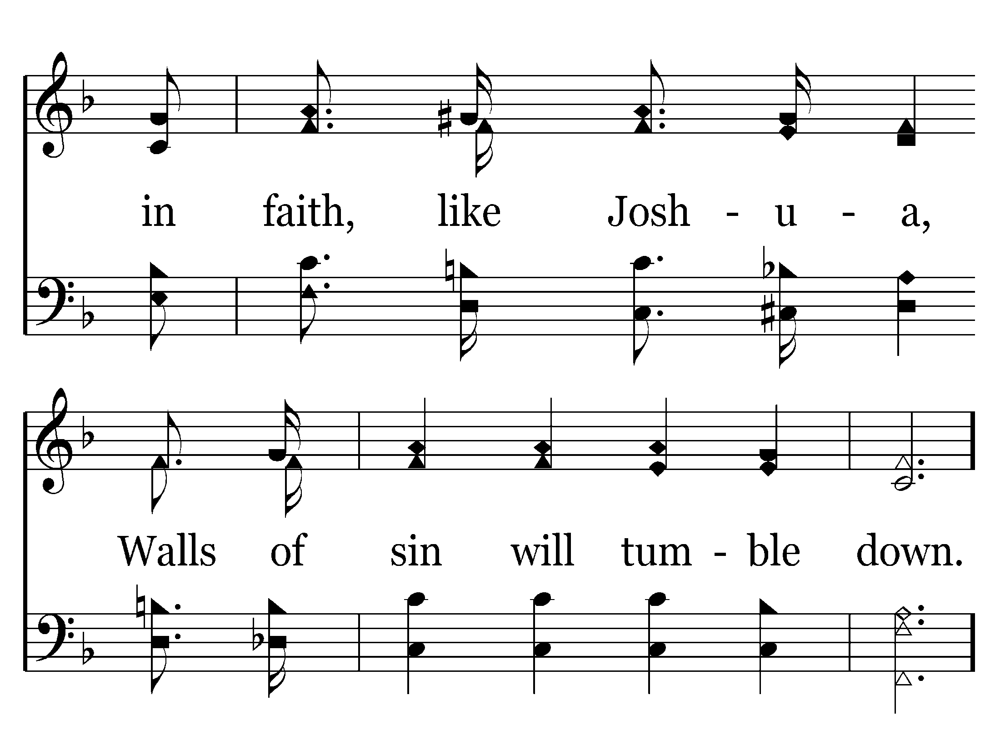 in faith, like Josh - u - a,
Walls of sin will tum - ble down.